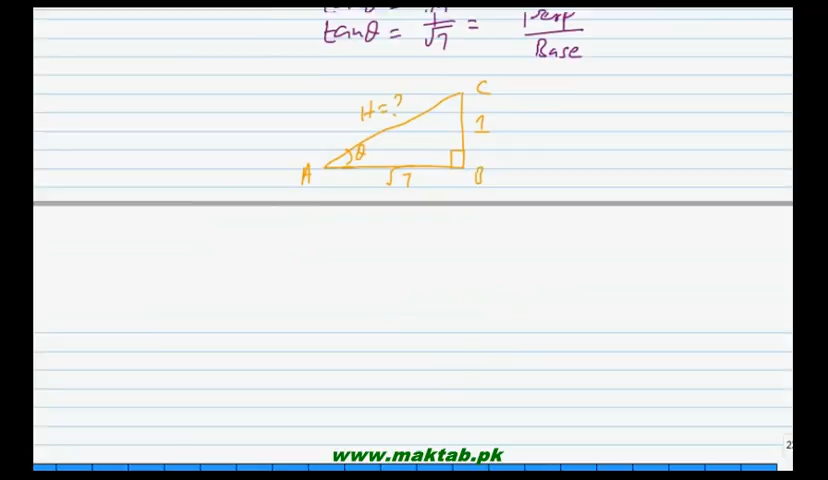 tanθ = 1/√7 = Perp/Base
C
H = ?
1
θ
A
√7
B
www.maktab.pk